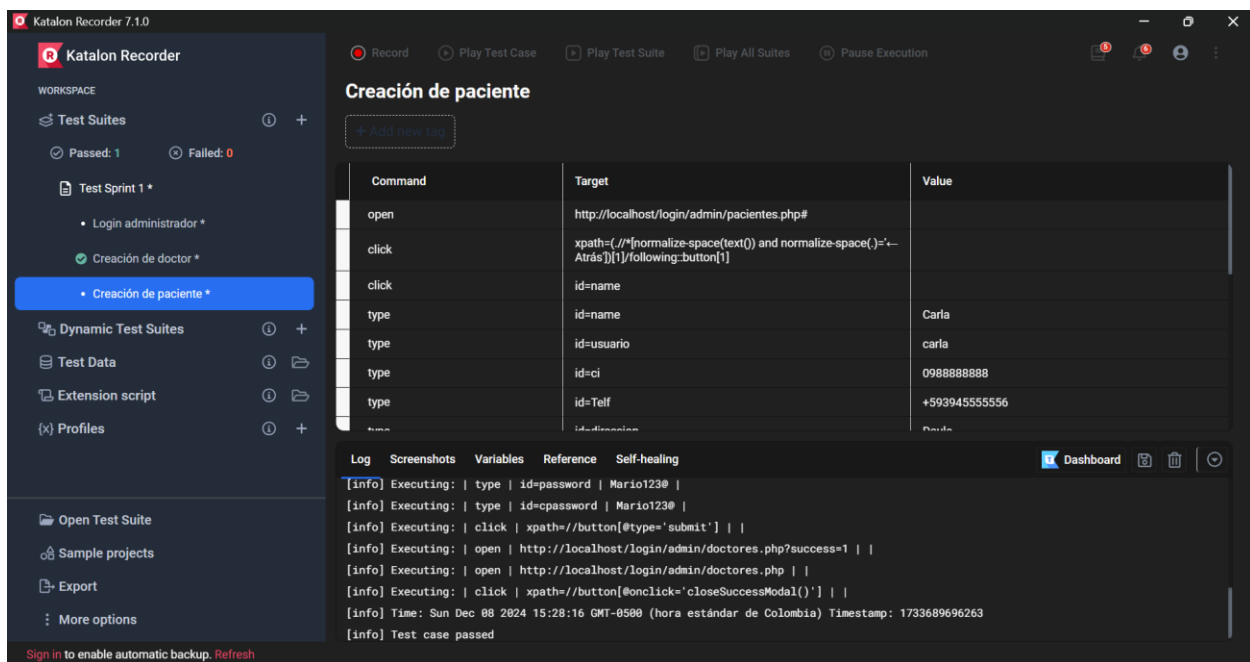 Katalon Recorder 7.1.0
Katalon Recorder
Record Play Test Case Play Test Suite Play All Suites Pause Execution 5 6
WORKSPACE
Test Suites
Passed: 1 Failed: 0
Test Sprint 1 *
• Login administrador *
Creación de doctor *
• Creación de paciente *
Dynamic Test Suites
Test Data
Extension script
{x} Profiles
Open Test Suite
Sample projects
Export
More options
Sign in to enable automatic backup. Refresh
Creación de paciente
+ Add new tag
Command Target Value
open http://localhost/login/admin/pacientes.php#
click xpath=(.//*[normalize-space(text()) and normalize-space(.)='←
Atrás'])[1]/following::button[1]
click id=name
type id=name Carla
type id=usuario carla
type id=ci 0988888888
type id=Telf +593945555556
type id=direccion Paulo
Log Screenshots Variables Reference Self-healing Dashboard
[info] Executing: | type | id=password | Mario123@ |
[info] Executing: | type | id=cpassword | Mario123@ |
[info] Executing: | click | xpath=//button[@type='submit'] | |
[info] Executing: | open | http://localhost/login/admin/doctores.php?success=1 | |
[info] Executing: | open | http://localhost/login/admin/doctores.php | |
[info] Executing: | click | xpath=//button[@onclick='closeSuccessModal()'] | |
[info] Time: Sun Dec 08 2024 15:28:16 GMT-0500 (hora estándar de Colombia) Timestamp: 1733689696263
[info] Test case passed